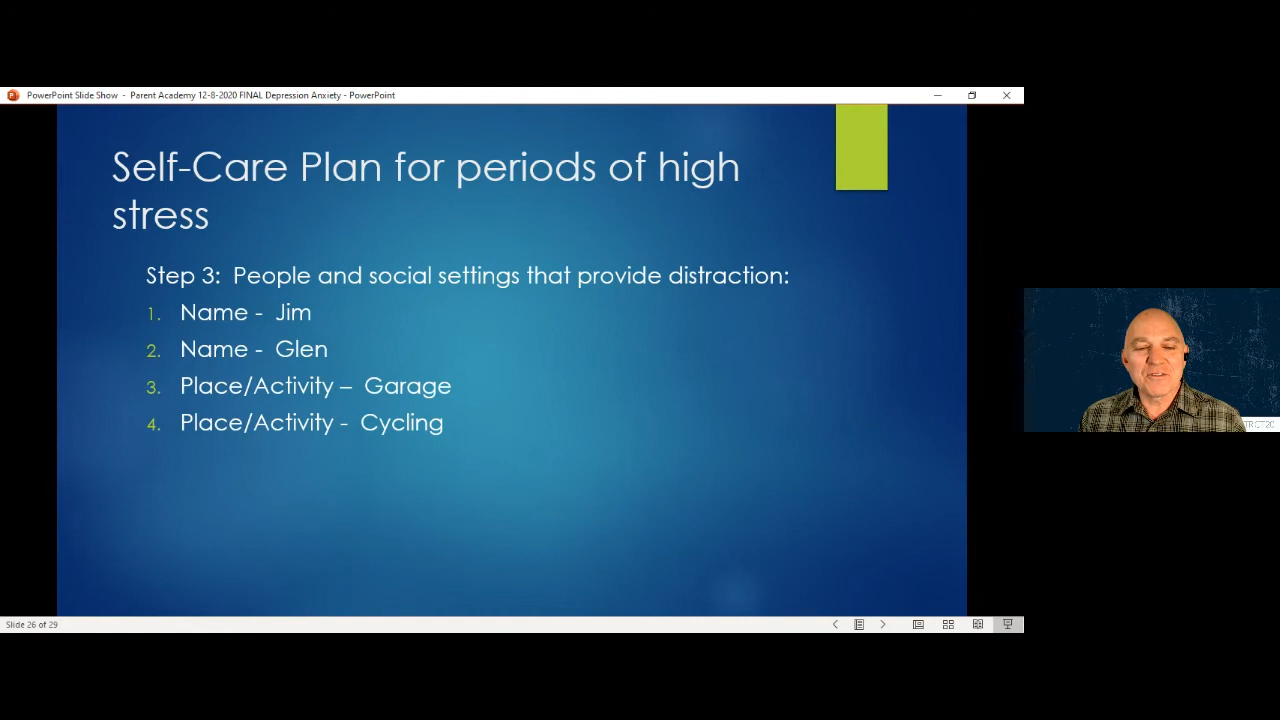 PowerPoint Slide Show - Parent Academy 12-8-2020 FINAL Depression Anxiety - PowerPoint
Self-Care Plan for periods of high
stress
Step 3: People and social settings that provide distraction:
1. Name - Jim
2. Name - Glen
3. Place/Activity – Garage
4. Place/Activity - Cycling
Slide 26 of 29